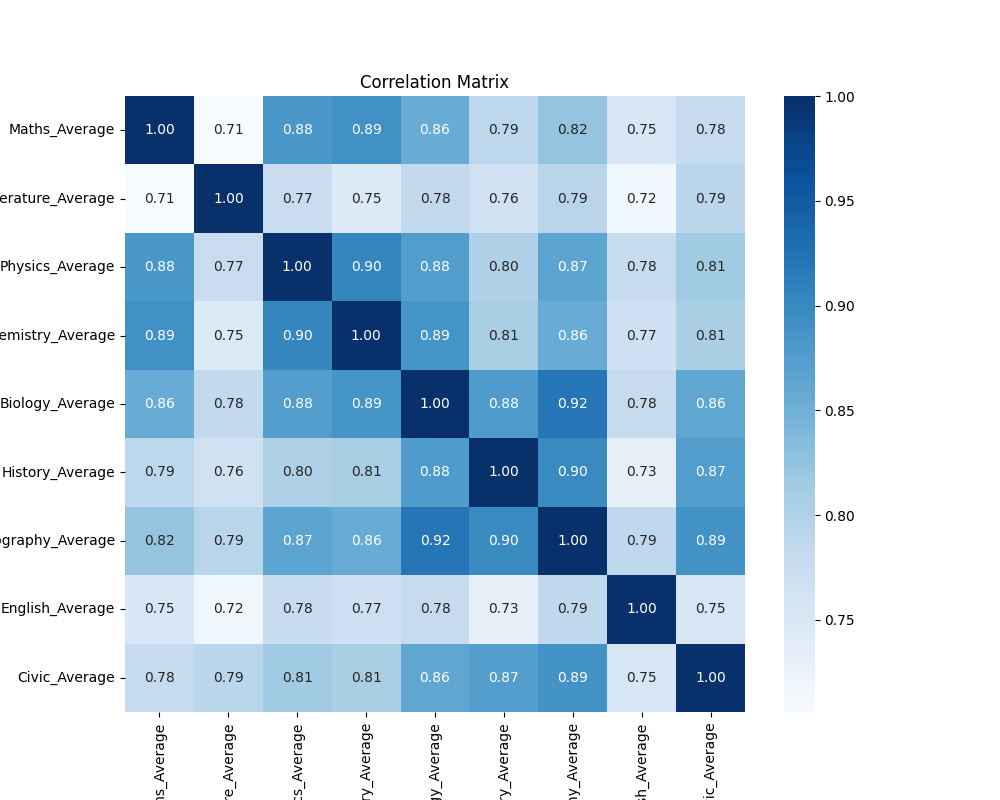 Correlation Matrix
Maths_Average 1.00 0.71 0.88 0.89 0.86 0.79 0.82 0.75 0.78
erature_Average 0.71 1.00 0.77 0.75 0.78 0.76 0.79 0.72 0.79
Physics_Average 0.88 0.77 1.00 0.90 0.88 0.80 0.87 0.78 0.81
emistry_Average 0.89 0.75 0.90 1.00 0.89 0.81 0.86 0.77 0.81
Biology_Average 0.86 0.78 0.88 0.89 1.00 0.88 0.92 0.78 0.86
History_Average 0.79 0.76 0.80 0.81 0.88 1.00 0.90 0.73 0.87
ography_Average 0.82 0.79 0.87 0.86 0.92 0.90 1.00 0.79 0.89
English_Average 0.75 0.72 0.78 0.77 0.78 0.73 0.79 1.00 0.75
Civic_Average 0.78 0.79 0.81 0.81 0.86 0.87 0.89 0.75 1.00
hs_Average
re_Average
cs_Average
ry_Average
gy_Average
ry_Average
hy_Average
sh_Average
ic_Average
1.00
0.95
0.90
0.85
0.80
0.75